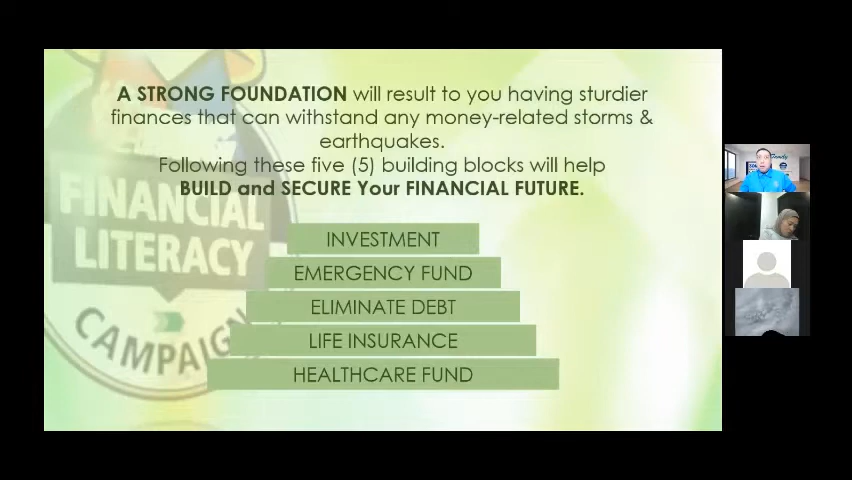 A STRONG FOUNDATION will result to you having sturdier
finances that can withstand any money-related storms &
earthquakes.
Following these five (5) building blocks will help
BUILD and SECURE Your FINANCIAL FUTURE.
FINANCIAL
LITERACY
CAMPAIGN
INVESTMENT
EMERGENCY FUND
ELIMINATE DEBT
LIFE INSURANCE
HEALTHCARE FUND